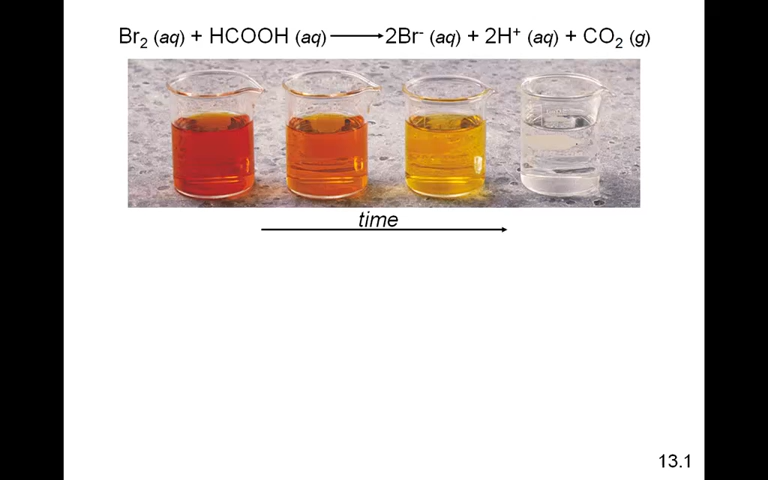 Br₂ (aq) + HCOOH (aq) ⟶ 2Br⁻ (aq) + 2H⁺ (aq) + CO₂ (g)
time
13.1